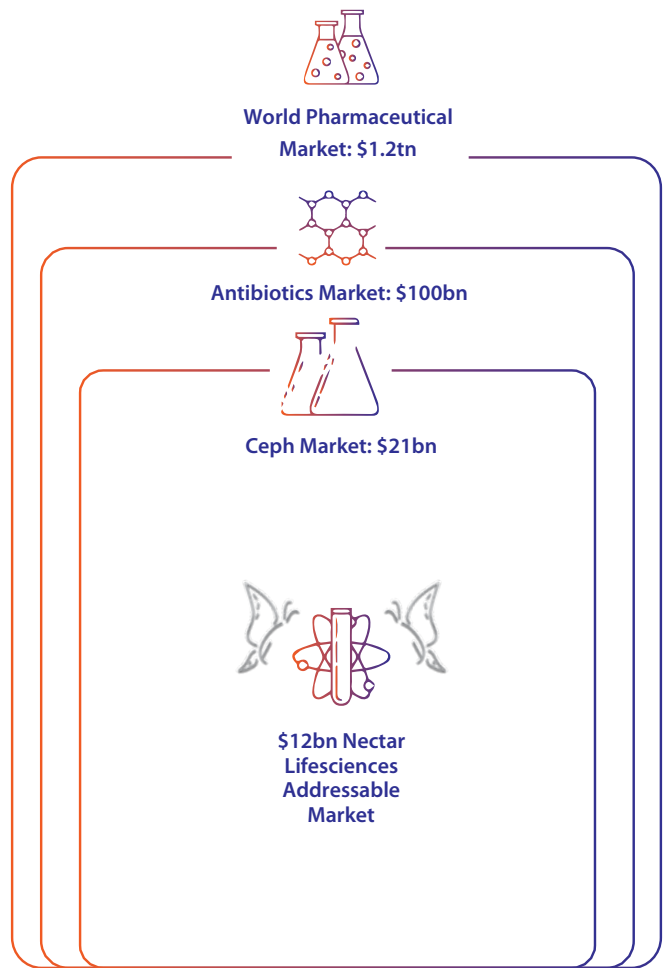 World Pharmaceutical
Market: $1.2tn
Antibiotics Market: $100bn
Ceph Market: $21bn
$12bn Nectar
Lifesciences
Addressable
Market